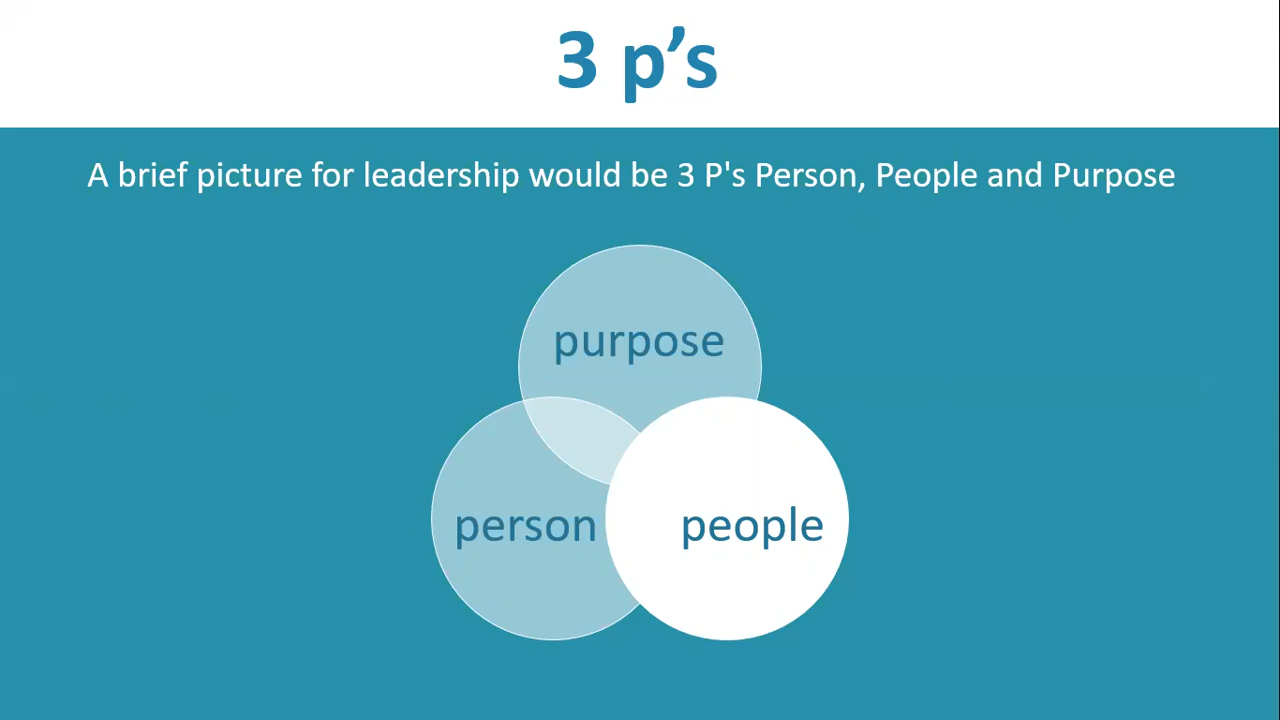 3 p’s
A brief picture for leadership would be 3 P's Person, People and Purpose
purpose
person
people